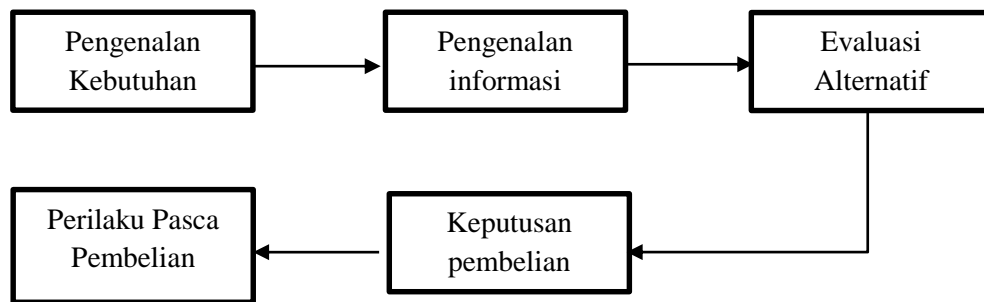 Pengenalan
Kebutuhan
Pengenalan
informasi
Evaluasi
Alternatif
Keputusan
pembelian
Perilaku Pasca
Pembelian